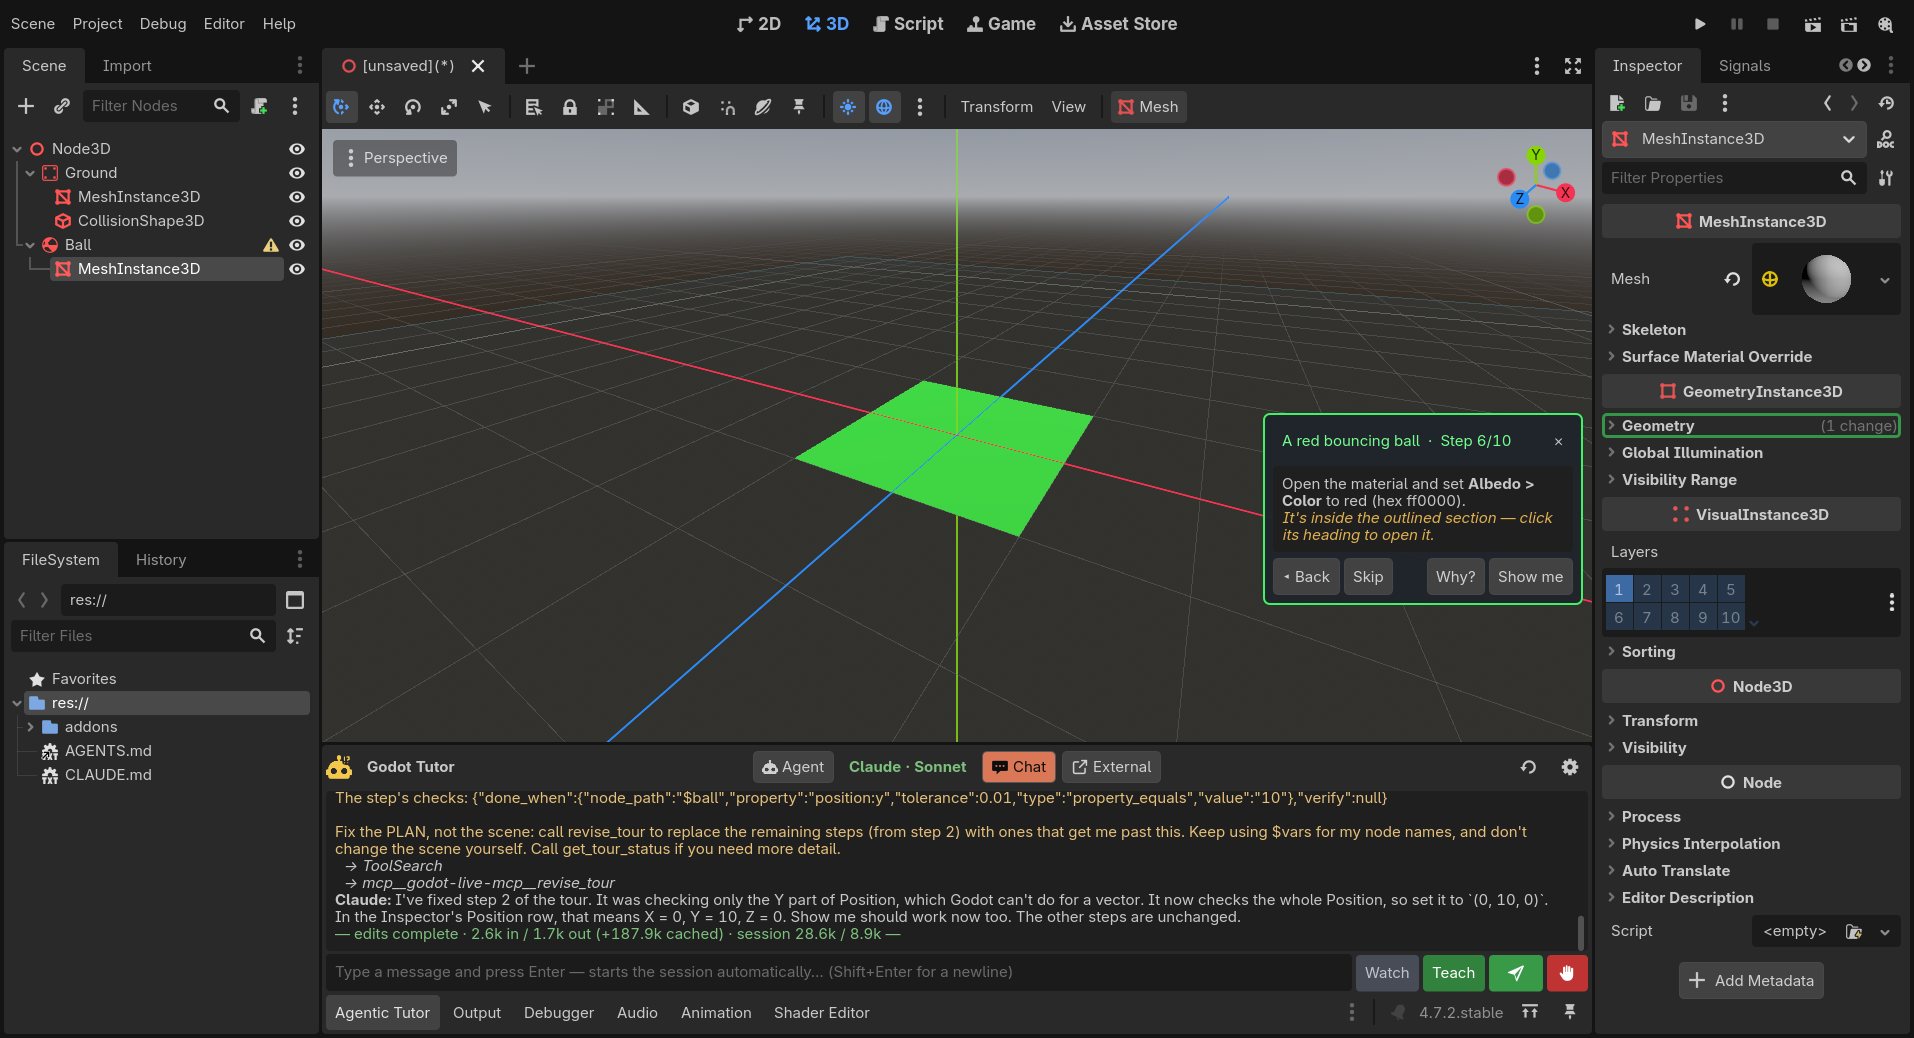 Scene Project Debug Editor Help
2D 3D Script Game Asset Store
Scene Import
[unsaved](*)
Inspector Signals
Filter Nodes
Transform View Mesh
MeshInstance3D
Filter Properties
Node3D
Ground
MeshInstance3D
CollisionShape3D
Ball
MeshInstance3D
Perspective
Y
X
Z
MeshInstance3D
Mesh
Skeleton
Surface Material Override
GeometryInstance3D
Geometry (1 change)
Global Illumination
Visibility Range
VisualInstance3D
Layers
1 2 3 4 5
6 7 8 9 10
Sorting
Node3D
Transform
Visibility
Node
Process
Physics Interpolation
Auto Translate
Editor Description
Script <empty>
Add Metadata
A red bouncing ball · Step 6/10 ×
Open the material and set Albedo >
Color to red (hex ff0000).
It's inside the outlined section — click
its heading to open it.
Back Skip Why? Show me
FileSystem History
res://
Filter Files
Favorites
res://
addons
AGENTS.md
CLAUDE.md
Godot Tutor Agent Claude · Sonnet Chat External
The step's checks: {"done_when":{"node_path":"$ball","property":"position:y","tolerance":0.01,"type":"property_equals","value":"10"},"verify":null}
Fix the PLAN, not the scene: call revise_tour to replace the remaining steps (from step 2) with ones that get me past this. Keep using $vars for my node names, and don't
change the scene yourself. Call get_tour_status if you need more detail.
→ ToolSearch
→ mcp__godot-live-mcp__revise_tour
Claude: I've fixed step 2 of the tour. It was checking only the Y part of Position, which Godot can't do for a vector. It now checks the whole Position, so set it to `(0, 10, 0)`.
In the Inspector's Position row, that means X = 0, Y = 10, Z = 0. Show me should work now too. The other steps are unchanged.
— edits complete · 2.6k in / 1.7k out (+187.9k cached) · session 28.6k / 8.9k —
Type a message and press Enter — starts the session automatically... (Shift+Enter for a newline)
Watch Teach
Agentic Tutor Output Debugger Audio Animation Shader Editor 4.7.2.stable